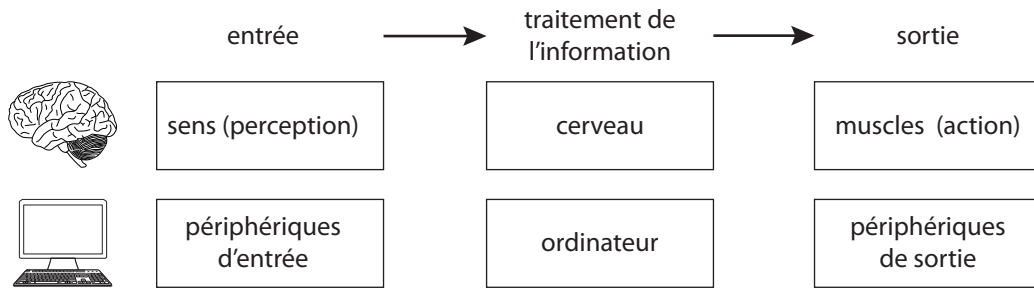 entrée
traitement de
l'information
sortie
sens (perception)
cerveau
muscles (action)
périphériques
d'entrée
ordinateur
périphériques
de sortie